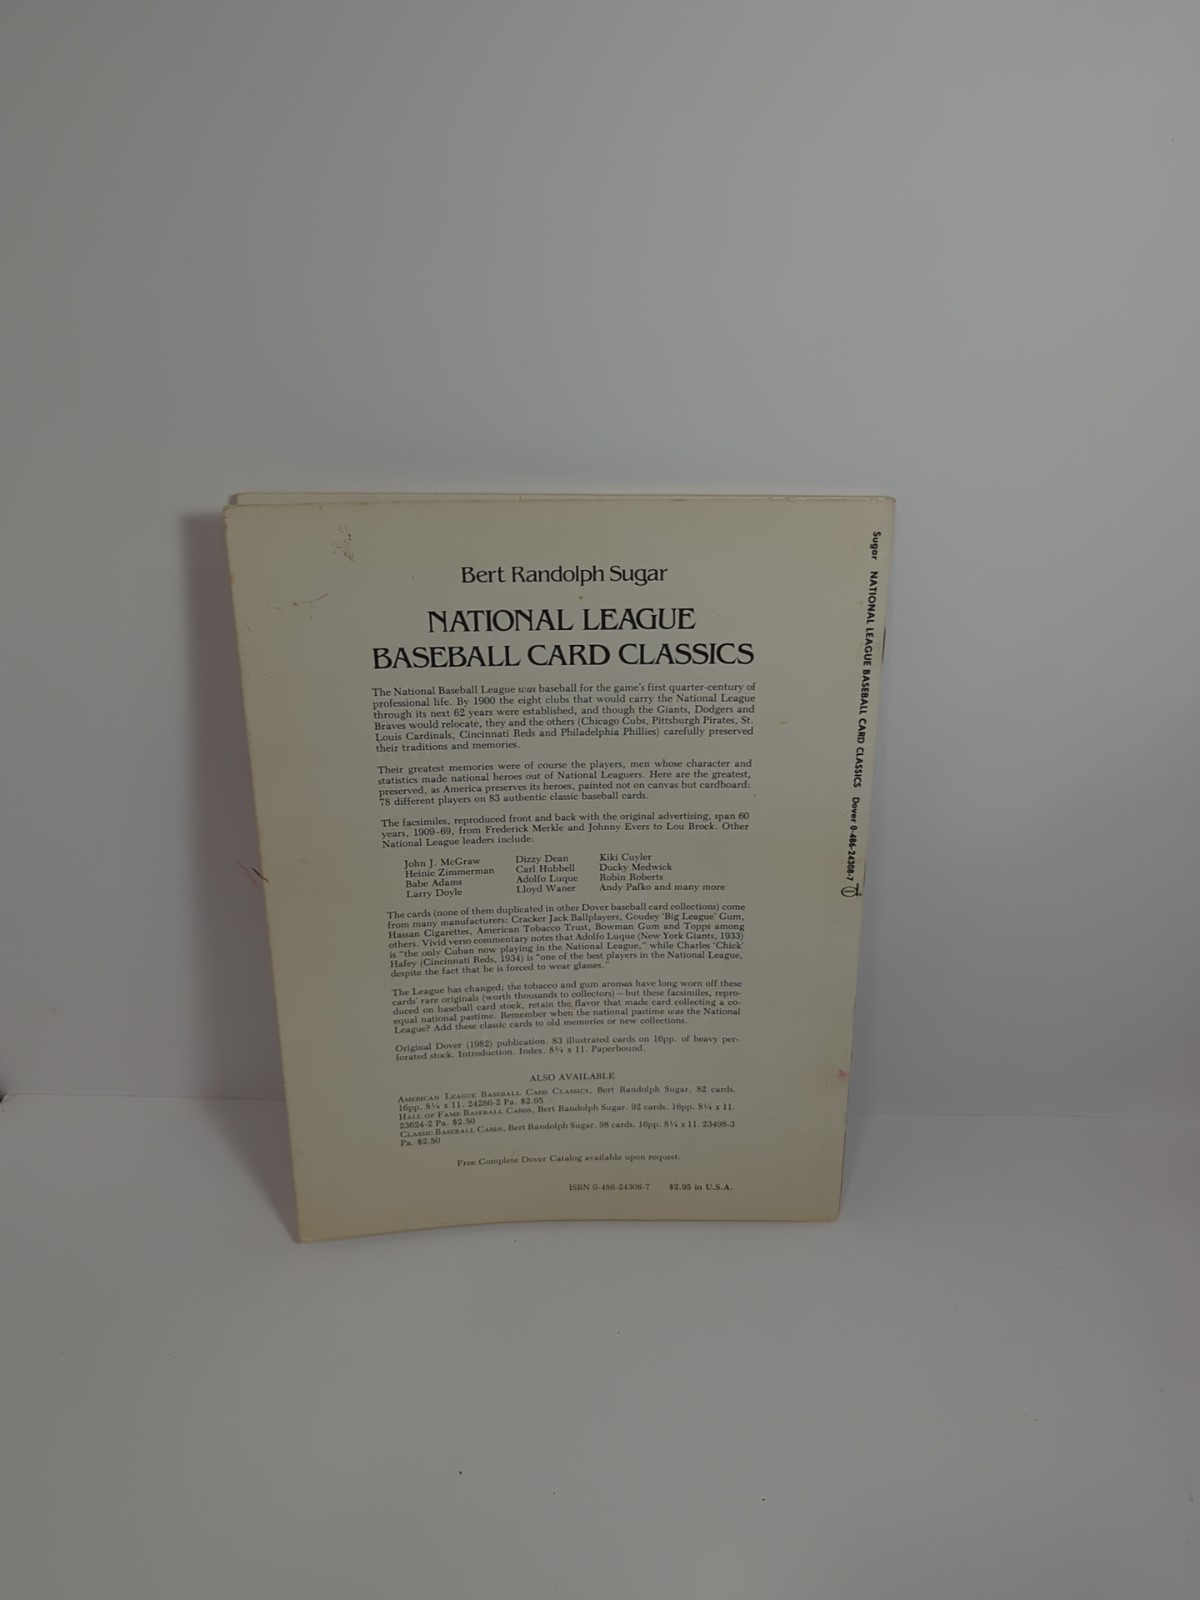 Bert Randolph Sugar
NATIONAL LEAGUE
BASEBALL CARD CLASSICS
The National Baseball League was baseball for the game's first quarter-century of
professional life. By 1900 the eight clubs that would carry the National League
through its next 62 years were established, and though the Giants, Dodgers and
Braves would relocate, they and the others (Chicago Cubs, Pittsburgh Pirates, St.
Louis Cardinals, Cincinnati Reds and Philadelphia Phillies) carefully preserved
their traditions and memories.
Their greatest memories were of course the players, men whose character and
statistics made national heroes out of National Leaguers. Here are the greatest,
preserved, as America preserves its heroes, painted not on canvas but cardboard:
78 different players on 83 authentic classic baseball cards.
The facsimiles, reproduced front and back with the original advertising, span 60
years, 1909-69, from Frederick Merkle and Johnny Evers to Lou Brock. Other
National League leaders include:
John J. McGraw
Heinie Zimmerman
Babe Adams
Larry Doyle
Dizzy Dean
Carl Hubbell
Adolfo Luque
Lloyd Waner
Kiki Cuyler
Ducky Medwick
Robin Roberts
Andy Pafko and many more
The cards (none of them duplicated in other Dover baseball card collections) come
from many manufacturers: Cracker Jack Ballplayers, Goudey 'Big League' Gum,
Hassan Cigarettes, American Tobacco Trust, Bowman Gum and Topps among
others. Vivid verso commentary notes that Adolfo Luque (New York Giants, 1933)
is "the only Cuban now playing in the National League," while Charles 'Chick'
Hafey (Cincinnati Reds, 1934) is "one of the best players in the National League,
despite the fact that he is forced to wear glasses."
The League has changed; the tobacco and gum aromas have long worn off these
cards' rare originals (worth thousands to collectors)—but these facsimiles, repro-
duced on baseball card stock, retain the flavor that made card collecting a co-
equal national pastime. Remember when the national pastime was the National
League? Add these classic cards to old memories or new collections.
Original Dover (1982) publication. 83 illustrated cards on 16pp. of heavy per-
forated stock. Introduction. Index. 8¼ x 11. Paperbound.
ALSO AVAILABLE
AMERICAN LEAGUE BASEBALL CARD CLASSICS, Bert Randolph Sugar. 82 cards.
16pp. 8¼ x 11. 24286-2 Pa. $2.95
HALL OF FAME BASEBALL CARDS, Bert Randolph Sugar. 92 cards. 16pp. 8¼ x 11.
23624-2 Pa. $2.50
CLASSIC BASEBALL CARDS, Bert Randolph Sugar. 98 cards. 16pp. 8¼ x 11. 23498-3
Pa. $2.50
Free Complete Dover Catalog available upon request.
ISBN 0-486-24308-7 $2.95 in U.S.A.
Sugar NATIONAL LEAGUE BASEBALL CARD CLASSICS Dover 0-486-24308-7